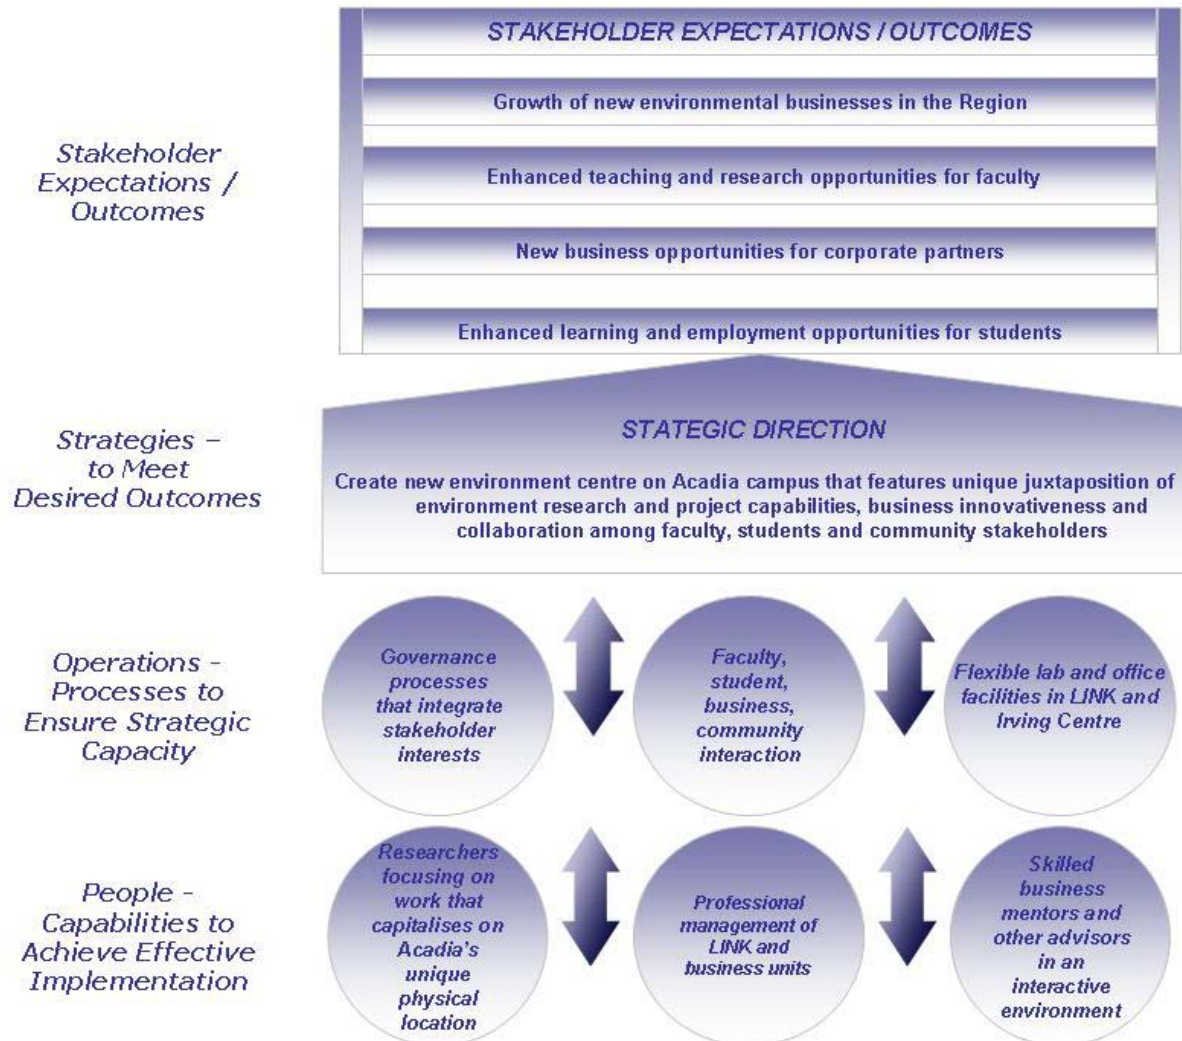 STAKEHOLDER EXPECTATIONS / OUTCOMES
Growth of new environmental businesses in the Region
Stakeholder
Expectations /
Outcomes
Enhanced teaching and research opportunities for faculty
New business opportunities for corporate partners
Enhanced learning and employment opportunities for students
Strategies –
to Meet
Desired Outcomes
STATEGIC DIRECTION
Create new environment centre on Acadia campus that features unique juxtaposition of
environment research and project capabilities, business innovativeness and
collaboration among faculty, students and community stakeholders
Operations -
Processes to
Ensure Strategic
Capacity
Governance
processes
that integrate
stakeholder
interests
Faculty,
student,
business,
community
interaction
Flexible lab and office
facilities in LINK and
Irving Centre
People -
Capabilities to
Achieve Effective
Implementation
Researchers
focusing on
work that
capitalises on
Acadia's
unique
physical
location
Professional
management of
LINK and
business units
Skilled
business
mentors and
other advisors
in an
interactive
environment